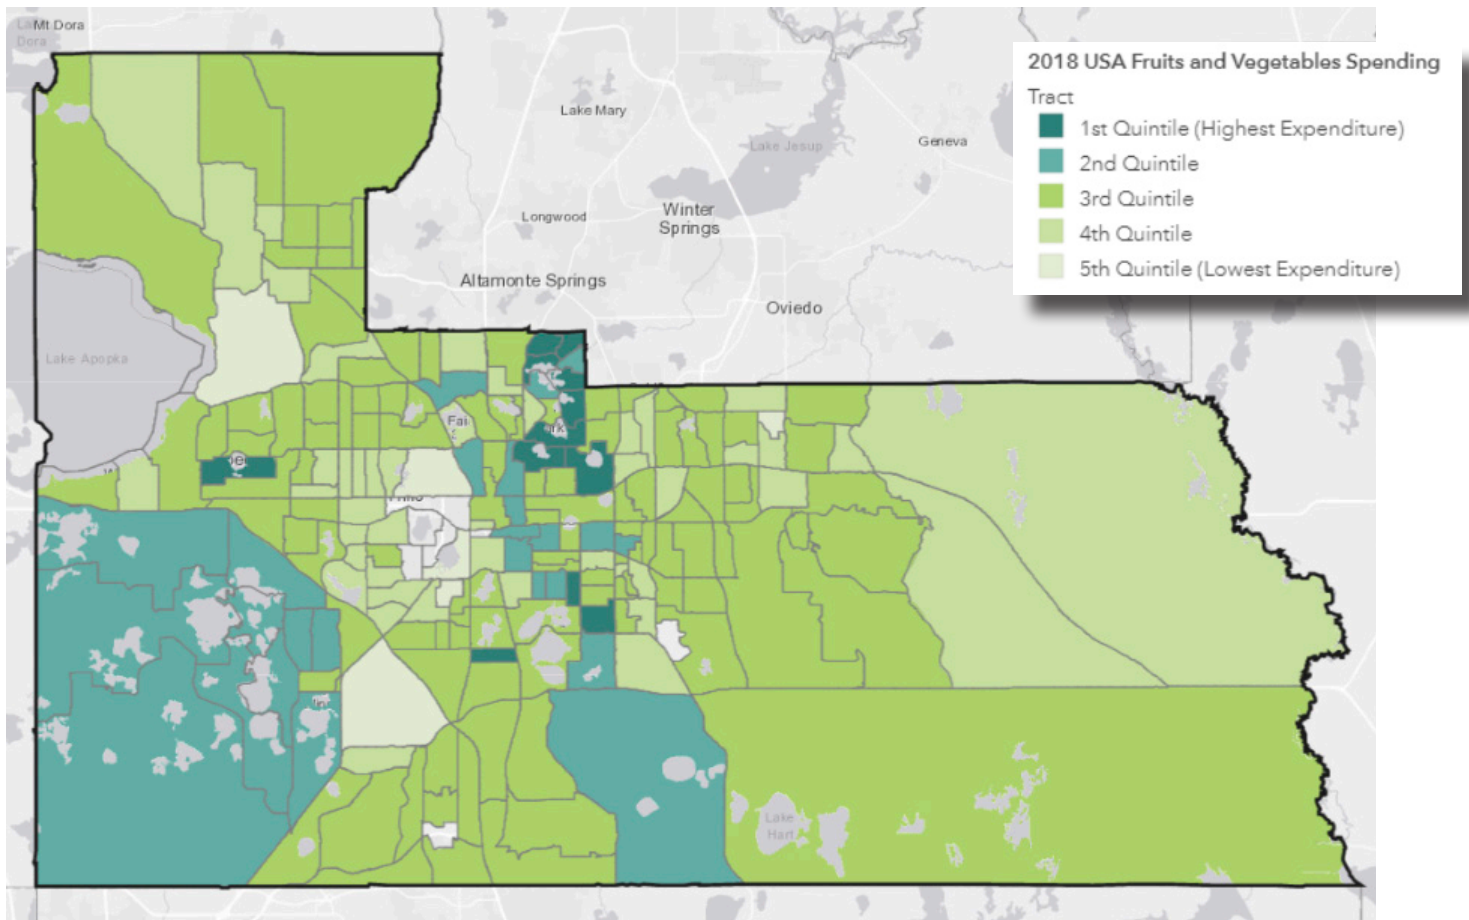 Mt Dora
Dora
2018 USA Fruits and Vegetables Spending
Tract
1st Quintile (Highest Expenditure)
2nd Quintile
3rd Quintile
4th Quintile
5th Quintile (Lowest Expenditure)
Lake Mary
Lake Jesup
Geneva
Longwood
Winter
Springs
Altamonte Springs
Oviedo
Lake Apopka
Fai
Lake
Hart